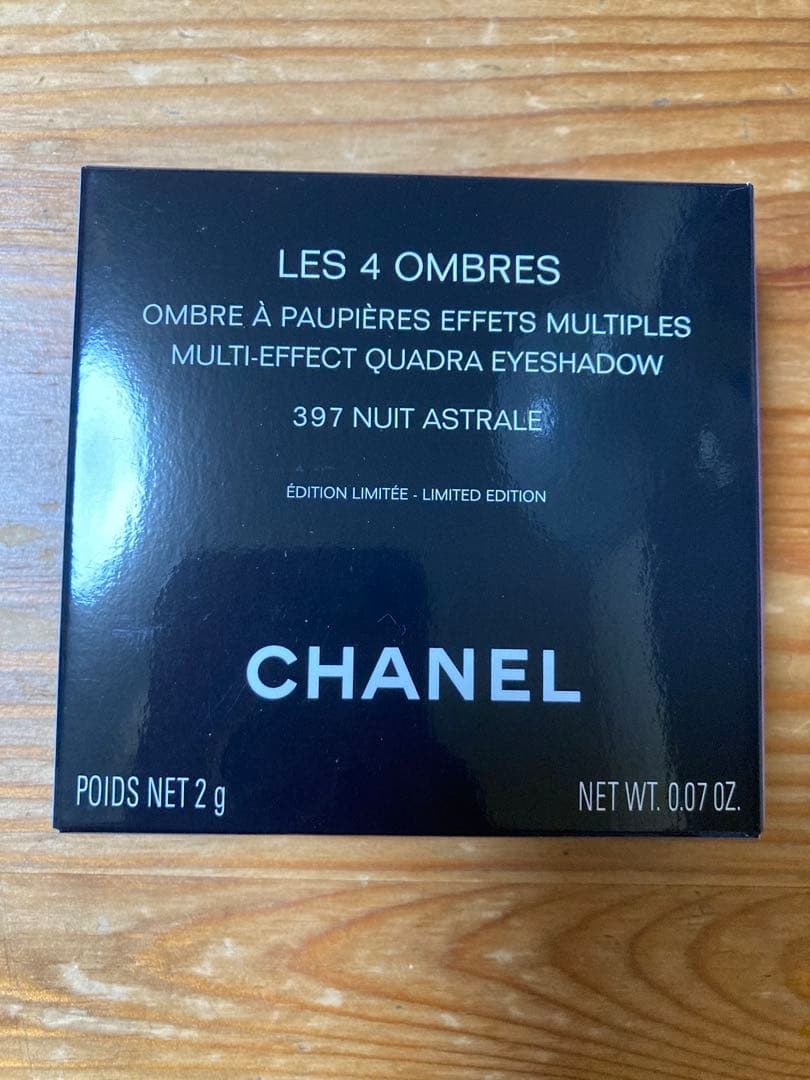 LES 4 OMBRES
OMBRE À PAUPIÈRES EFFETS MULTIPLES
MULTI-EFFECT QUADRA EYESHADOW
397 NUIT ASTRALE
ÉDITION LIMITÉE - LIMITED EDITION
CHANEL
POIDS NET 2 g
NET WT. 0.07 OZ.